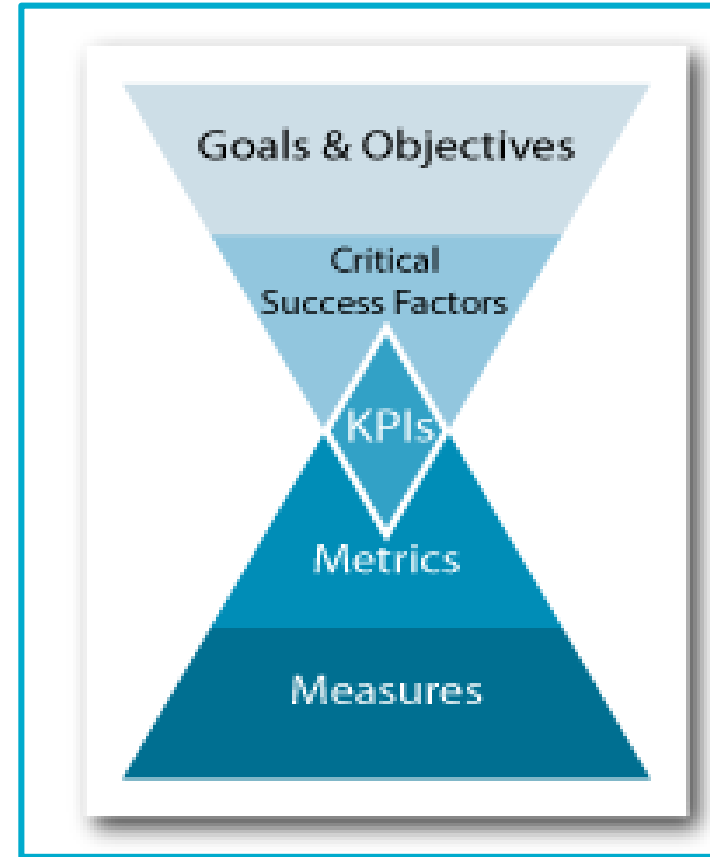 Goals & Objectives
Critical
Success Factors
KPIs
Metrics
Measures